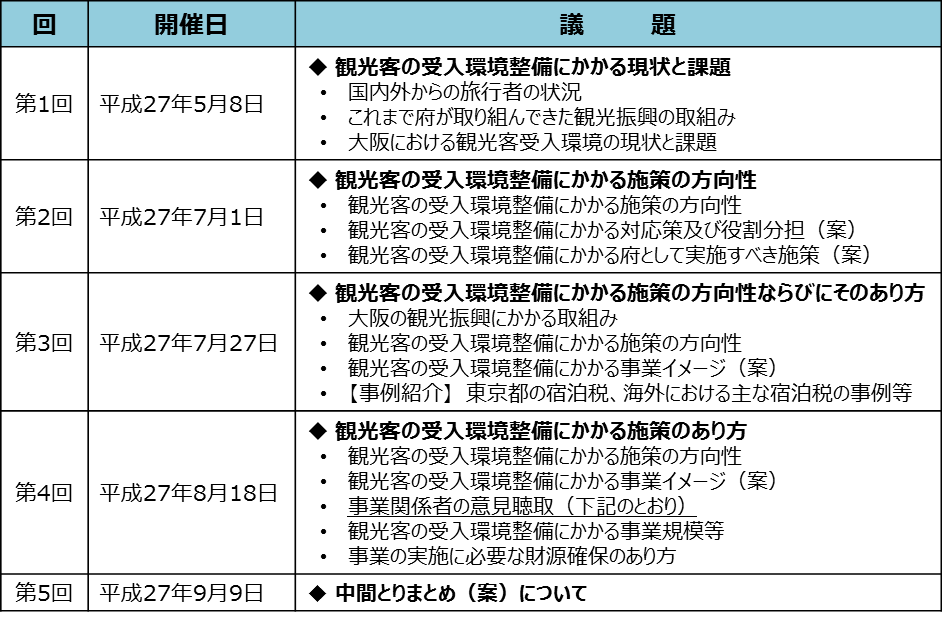 回 開催日 議 題
第1回 平成27年5月8日
◆ 観光客の受入環境整備にかかる現状と課題
• 国内外からの旅行者の状況
• これまで府が取り組んできた観光振興の取組み
• 大阪における観光客受入環境の現状と課題
第2回 平成27年7月1日
◆ 観光客の受入環境整備にかかる施策の方向性
• 観光客の受入環境整備にかかる施策の方向性
• 観光客の受入環境整備にかかる対応策及び役割分担（案）
• 観光客の受入環境整備にかかる府として実施すべき施策（案）
第3回 平成27年7月27日
◆ 観光客の受入環境整備にかかる施策の方向性ならびにそのあり方
• 大阪の観光振興にかかる取組み
• 観光客の受入環境整備にかかる施策の方向性
• 観光客の受入環境整備にかかる事業イメージ（案）
• 【事例紹介】 東京都の宿泊税、海外における主な宿泊税の事例等
第4回 平成27年8月18日
◆ 観光客の受入環境整備にかかる施策のあり方
• 観光客の受入環境整備にかかる施策の方向性
• 観光客の受入環境整備にかかる事業イメージ（案）
• 事業関係者の意見聴取（下記のとおり）
• 観光客の受入環境整備にかかる事業規模等
• 事業の実施に必要な財源確保のあり方
第5回 平成27年9月9日
◆ 中間とりまとめ（案）について